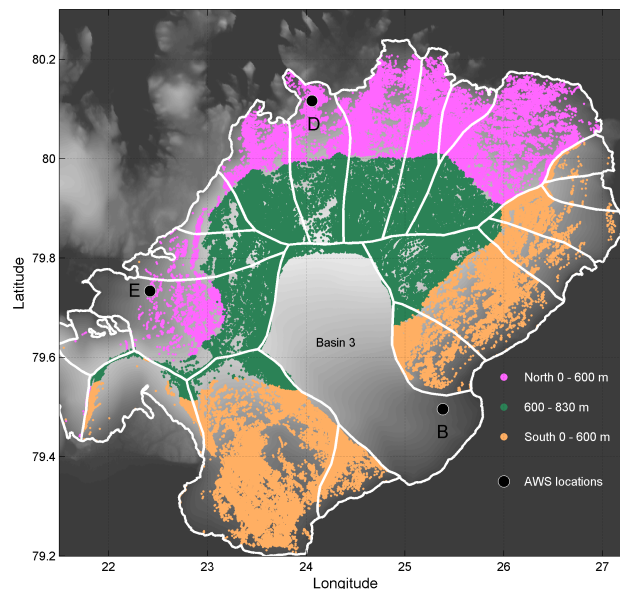 80.2
80
79.8
79.6
79.4
79.2
Latitude
D
E
Basin 3
B
North 0 - 600 m
600 - 830 m
South 0 - 600 m
AWS locations
22
23
24
25
26
27
Longitude